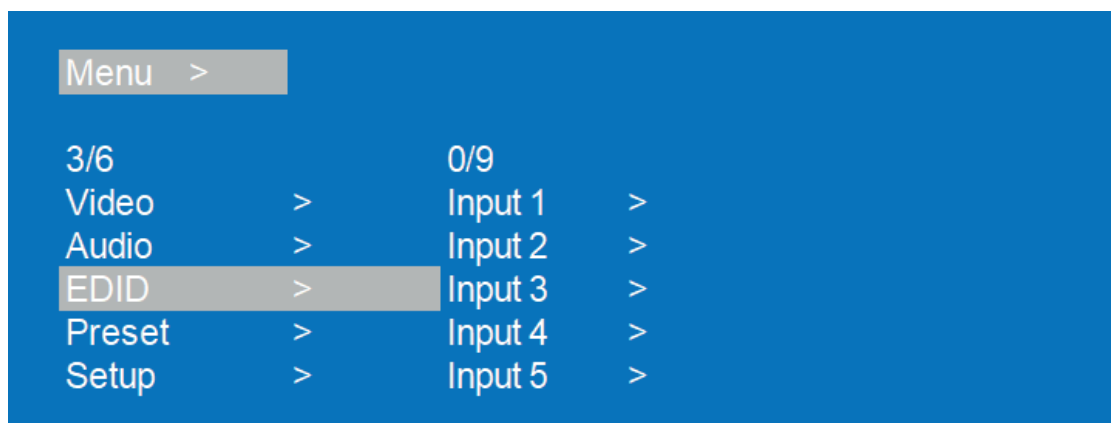 Menu >
3/6 0/9
Video > Input 1 >
Audio > Input 2 >
EDID > Input 3 >
Preset > Input 4 >
Setup > Input 5 >